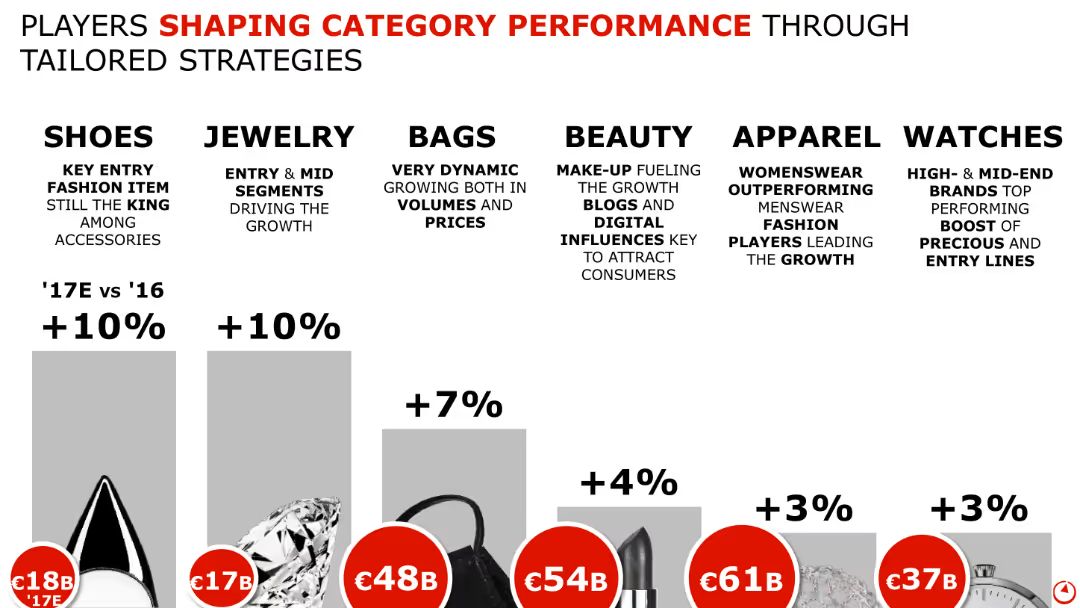 PLAYERS SHAPING CATEGORY PERFORMANCE THROUGH
TAILORED STRATEGIES
SHOES
KEY ENTRY
FASHION ITEM
STILL THE KING
AMONG
ACCESSORIES
'17E VS '16
+10%
€18B
'17E
JEWELRY
ENTRY & MID
SEGMENTS
DRIVING THE
GROWTH
+10%
€17B
BAGS
VERY DYNAMIC
GROWING BOTH IN
VOLUMES AND
PRICES
+7%
€48B
BEAUTY
MAKE-UP FUELING
THE GROWTH
BLOGS AND
DIGITAL
INFLUENCES KEY
TO ATTRACT
CONSUMERS
+4%
€54B
APPAREL
WOMENSWEAR
OUTPERFORMING
MENSWEAR
FASHION
PLAYERS LEADING
THE GROWTH
+3%
€61B
WATCHES
HIGH- & MID-END
BRANDS TOP
PERFORMING
BOOST OF
PRECIOUS AND
ENTRY LINES
+3%
€37B